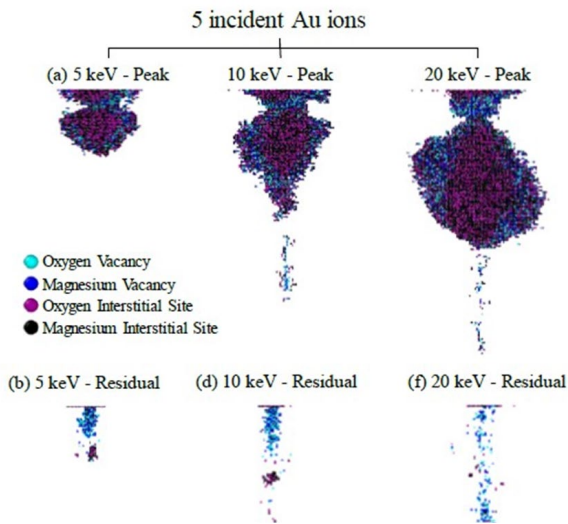 5 incident Au ions
(a) 5 keV - Peak
10 keV - Peak
20 keV - Peak
Oxygen Vacancy
Magnesium Vacancy
Oxygen Interstitial Site
Magnesium Interstitial Site
(b) 5 keV - Residual
(d) 10 keV - Residual
(f) 20 keV - Residual